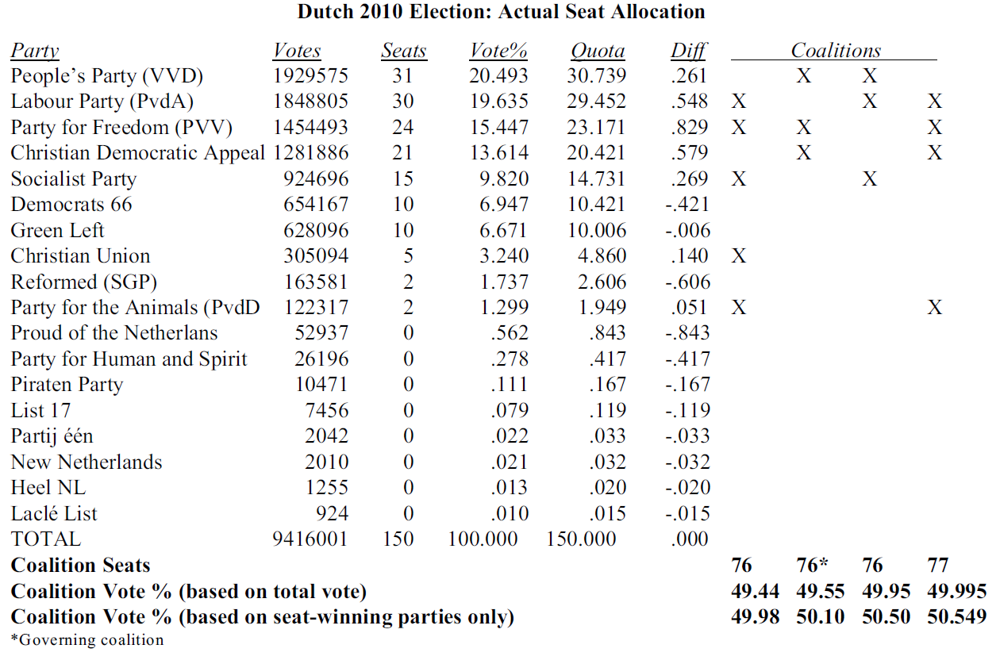 Dutch 2010 Election: Actual Seat Allocation
Party Votes Seats Vote% Quota Diff Coalitions
People's Party (VVD) 1929575 31 20.493 30.739 .261 X X
Labour Party (PvdA) 1848805 30 19.635 29.452 .548 X X X
Party for Freedom (PVV) 1454493 24 15.447 23.171 .829 X X X
Christian Democratic Appeal 1281886 21 13.614 20.421 .579 X X
Socialist Party 924696 15 9.820 14.731 .269 X X
Democrats 66 654167 10 6.947 10.421 -.421
Green Left 628096 10 6.671 10.006 -.006
Christian Union 305094 5 3.240 4.860 .140 X
Reformed (SGP) 163581 2 1.737 2.606 -.606
Party for the Animals (PvdD 122317 2 1.299 1.949 .051 X X
Proud of the Netherlans 52937 0 .562 .843 -.843
Party for Human and Spirit 26196 0 .278 .417 -.417
Piraten Party 10471 0 .111 .167 -.167
List 17 7456 0 .079 .119 -.119
Partij één 2042 0 .022 .033 -.033
New Netherlands 2010 0 .021 .032 -.032
Heel NL 1255 0 .013 .020 -.020
Laclé List 924 0 .010 .015 -.015
TOTAL 9416001 150 100.000 150.000 .000
Coalition Seats 76 76* 76 77
Coalition Vote % (based on total vote) 49.44 49.55 49.95 49.995
Coalition Vote % (based on seat-winning parties only) 49.98 50.10 50.50 50.549
*Governing coalition